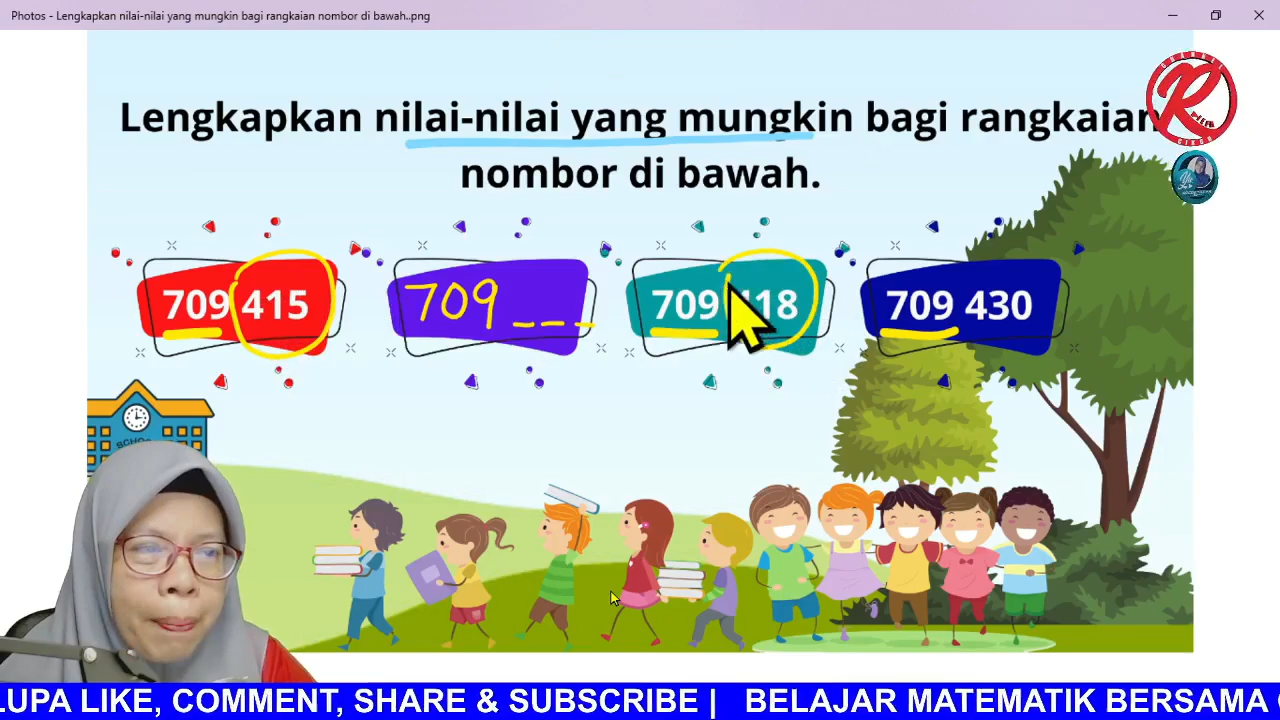 Photos - Lengkapkan nilai-nilai yang mungkin bagi rangkaian nombor di bawah..png
Lengkapkan nilai-nilai yang mungkin bagi rangkaian
nombor di bawah.
709 415
709 _ _ _
709 418
709 430
SCHOOL
LUPA LIKE, COMMENT, SHARE & SUBSCRIBE | BELAJAR MATEMATIK BERSAMA